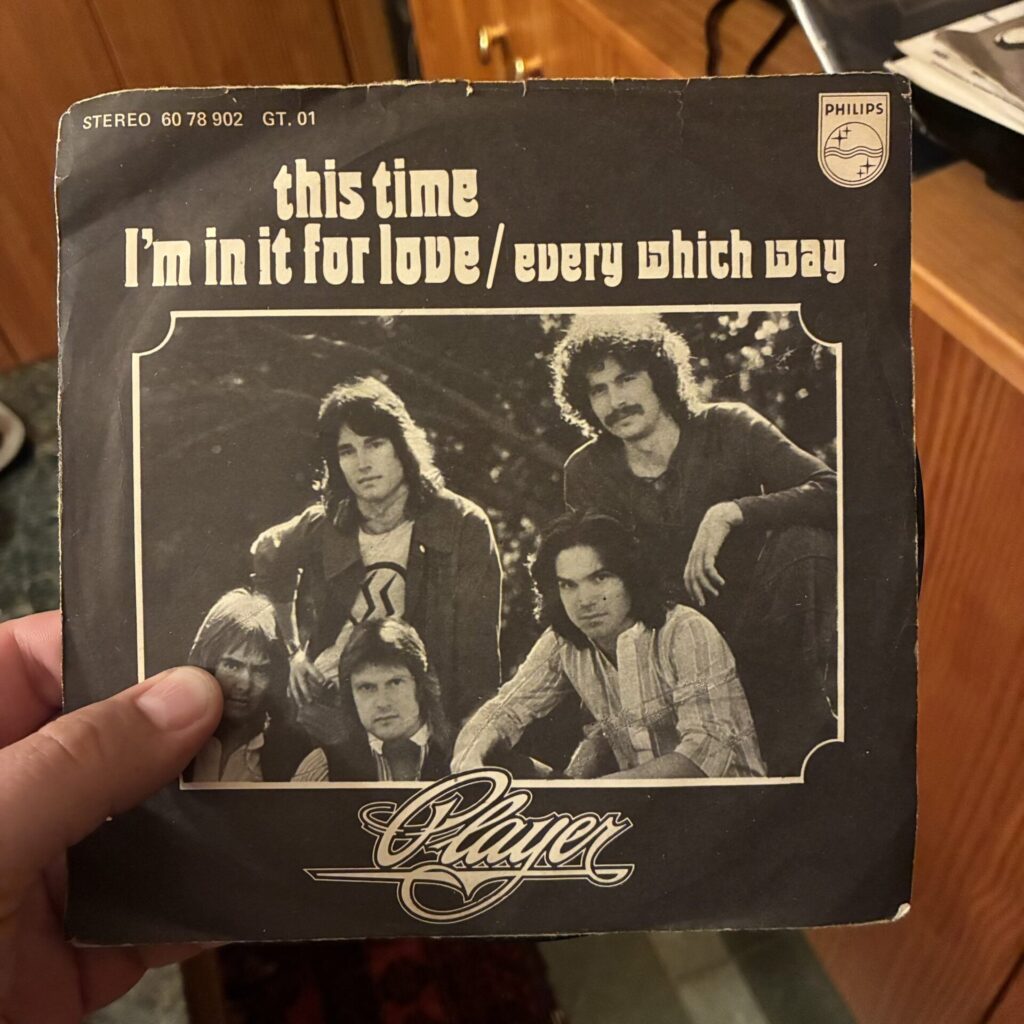 STEREO 60 78 902 GT. 01
PHILIPS
this time
I'm in it for love/every which way
Player